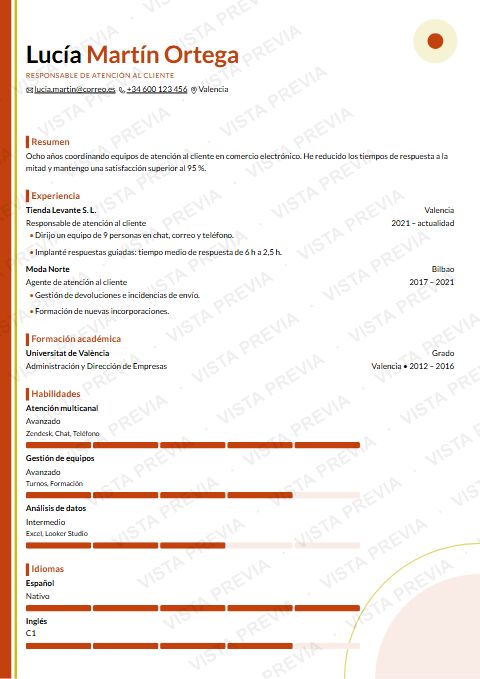 Lucía Martín Ortega
RESPONSABLE DE ATENCIÓN AL CLIENTE
lucia.martin@correo.es +34 600 123 456 Valencia
Resumen
Ocho años coordinando equipos de atención al cliente en comercio electrónico. He reducido los tiempos de respuesta a la
mitad y mantengo una satisfacción superior al 95 %.
Experiencia
Tienda Levante S. L. Valencia
Responsable de atención al cliente 2021 – actualidad
• Dirijo un equipo de 9 personas en chat, correo y teléfono.
• Implanté respuestas guiadas: tiempo medio de respuesta de 6 h a 2,5 h.
Moda Norte Bilbao
Agente de atención al cliente 2017 – 2021
• Gestión de devoluciones e incidencias de envío.
• Formación de nuevas incorporaciones.
Formación académica
Universitat de València Grado
Administración y Dirección de Empresas Valencia • 2012 – 2016
Habilidades
Atención multicanal
Avanzado
Zendesk, Chat, Teléfono
Gestión de equipos
Avanzado
Turnos, Formación
Análisis de datos
Intermedio
Excel, Looker Studio
Idiomas
Español
Nativo
Inglés
C1
VISTA PREVIA